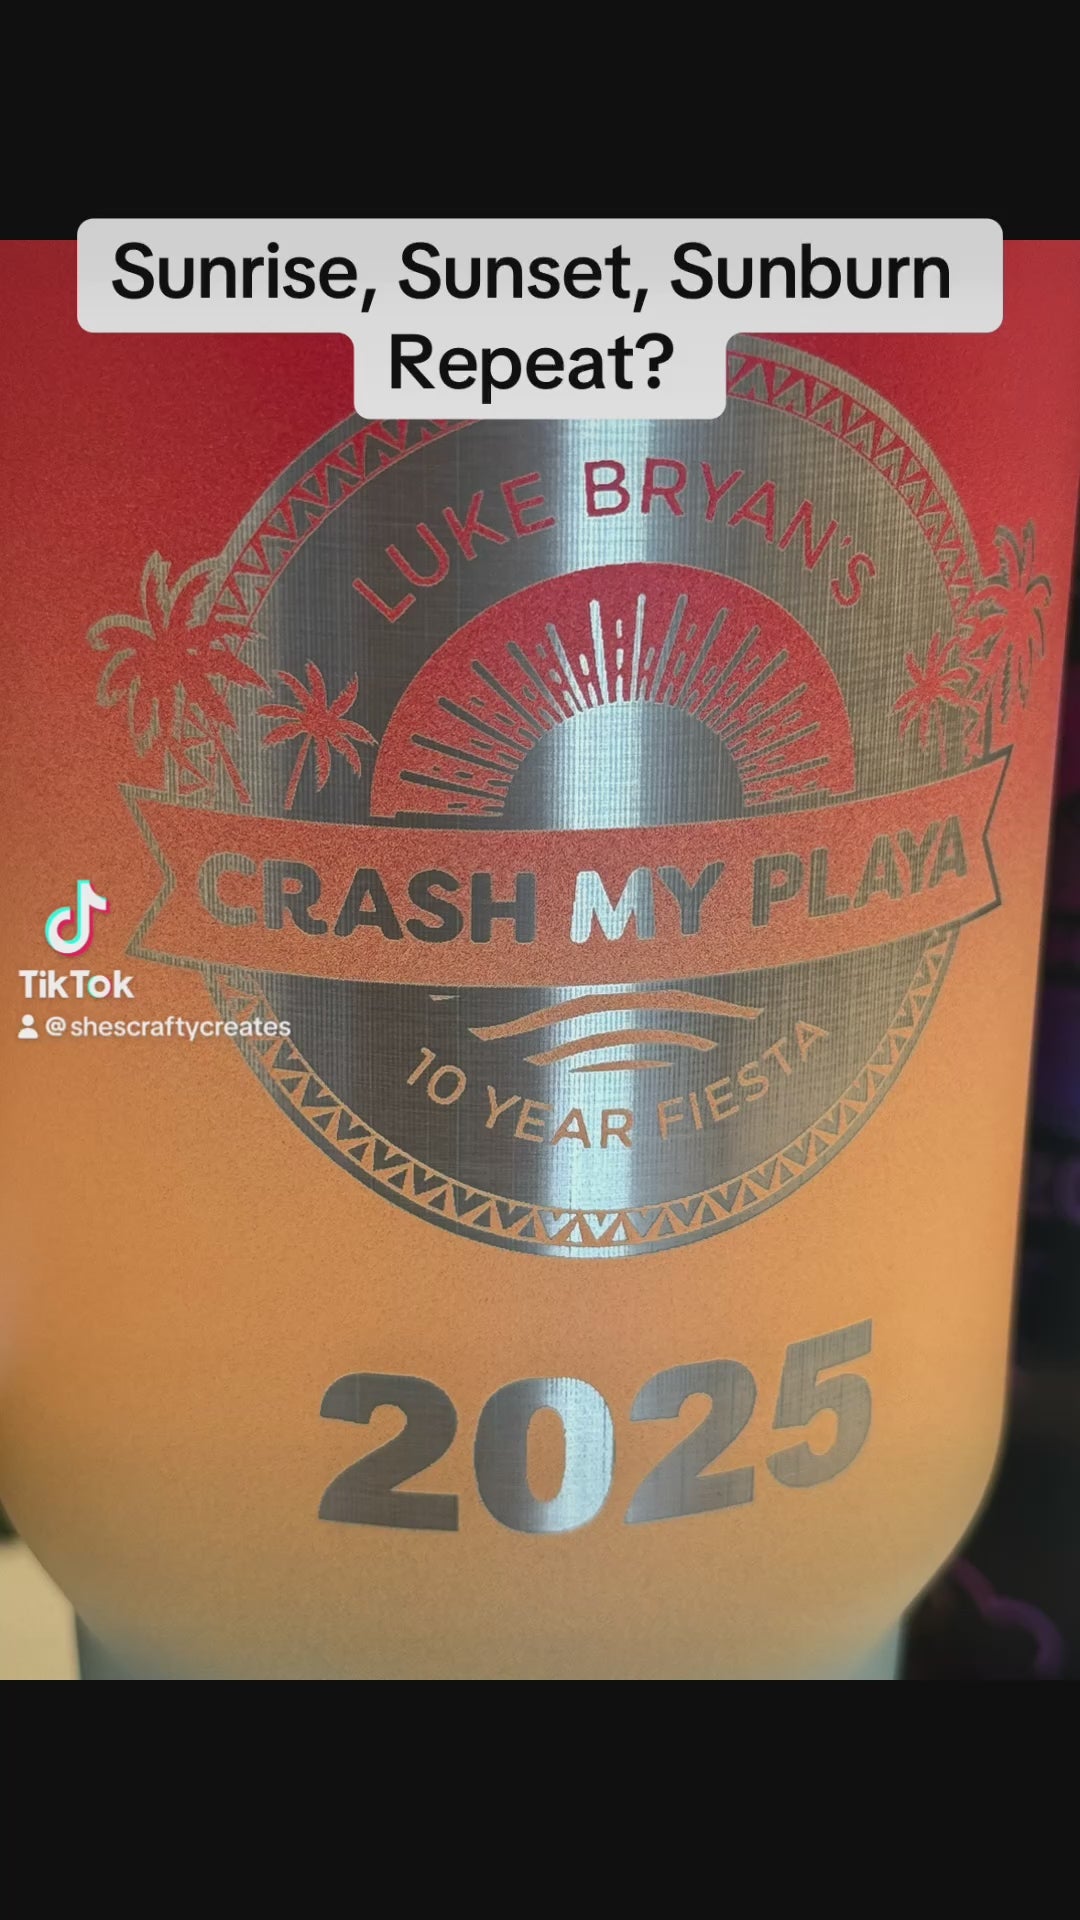 Sunrise, Sunset, Sunburn
Repeat?
LUKE BRYAN'S
CRASH MY PLAYA
TikTok
@shescraftycreates
10 YEAR FIESTA
2025